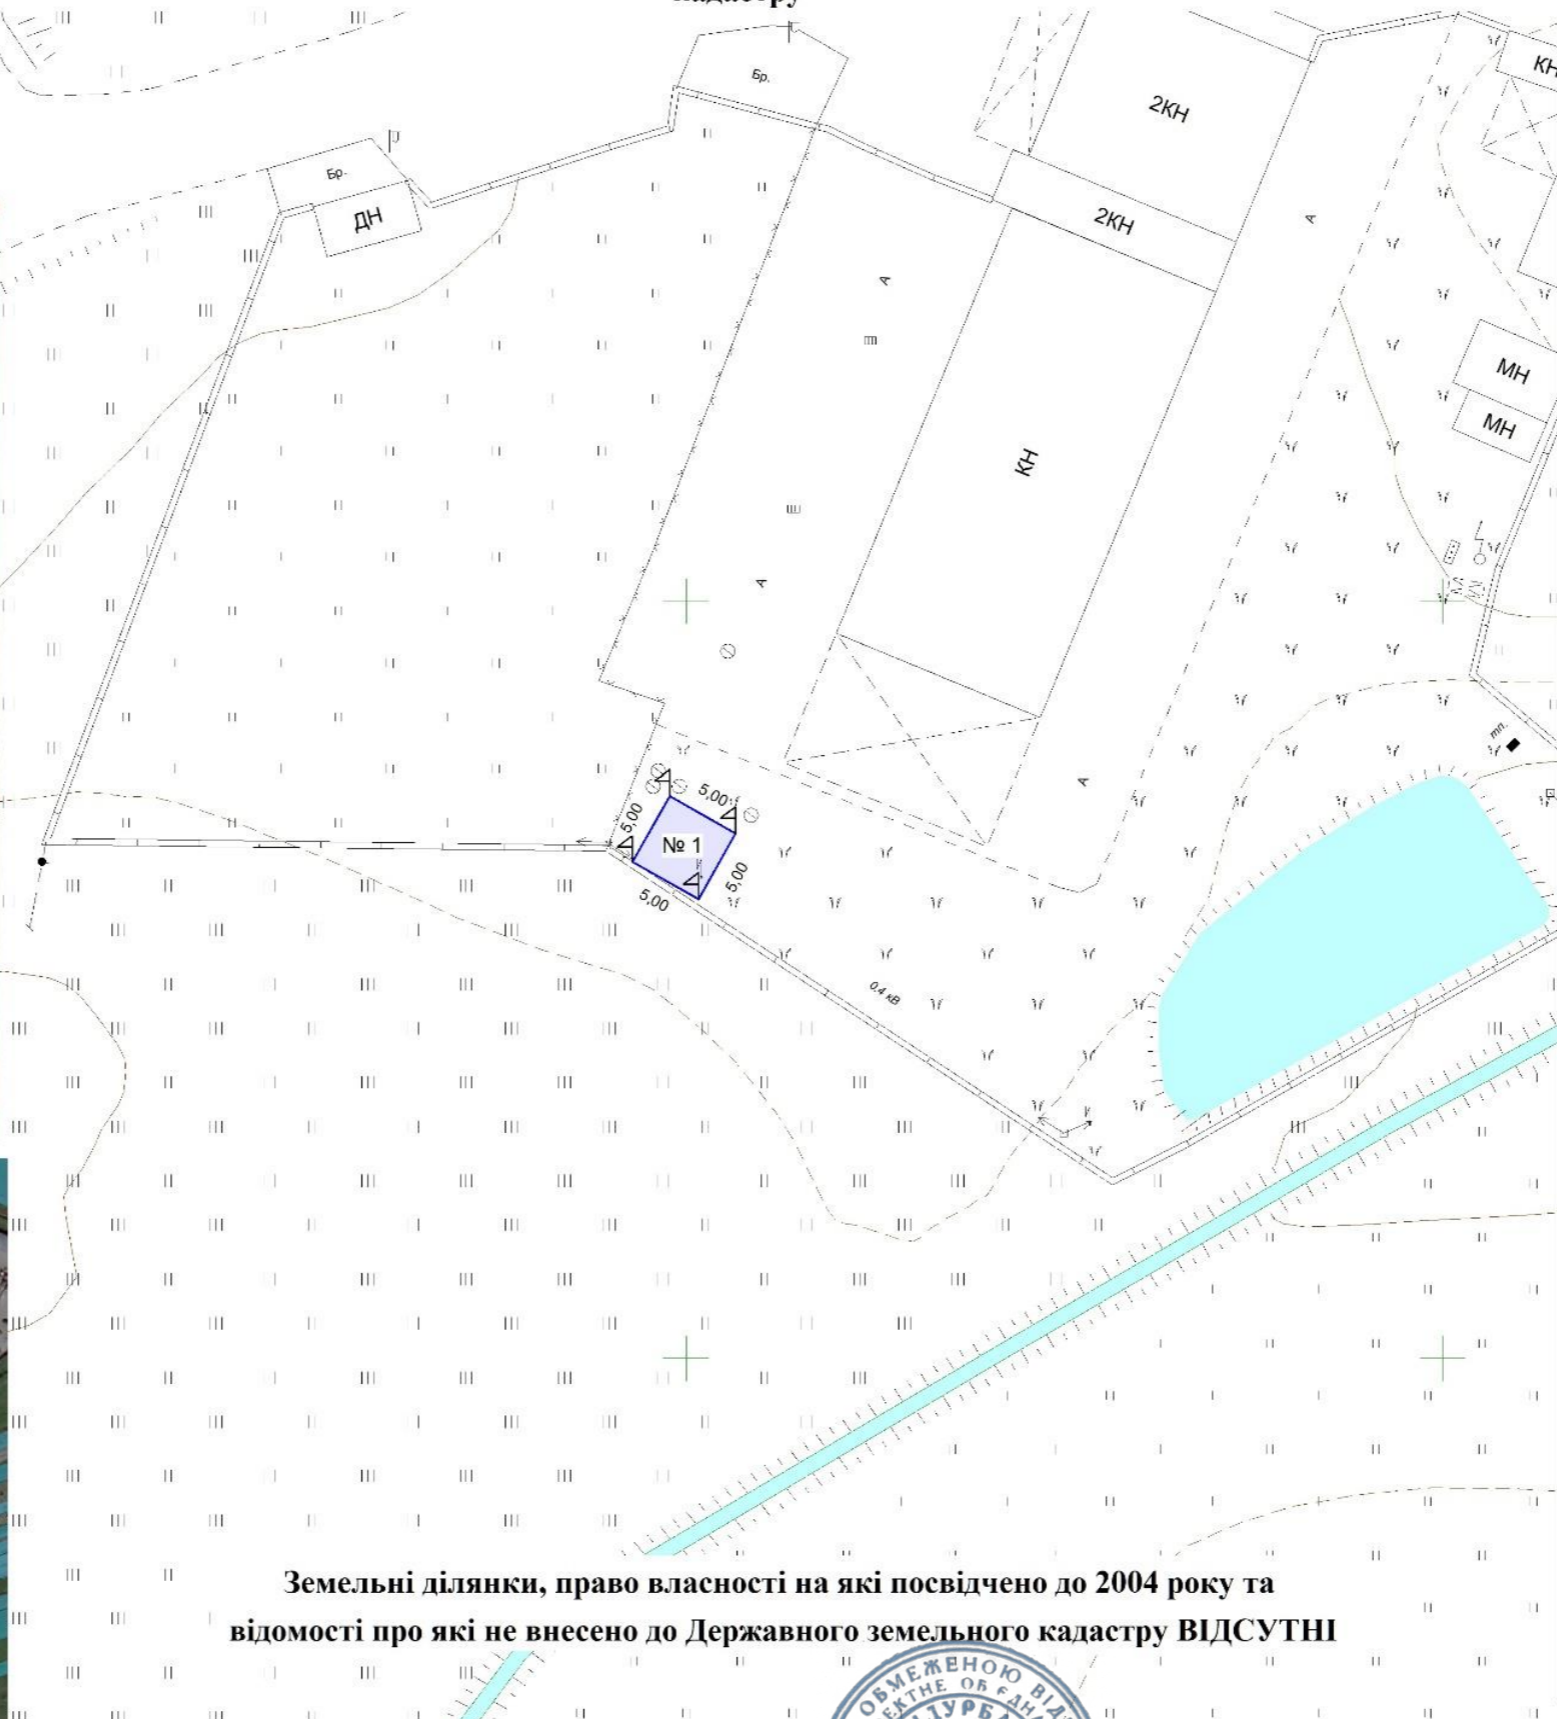 кадастру
Бр.
2КН
КН
Бр.
ДН
2КН
А
А
Ш
МН
МН
КН
Ш
А
тп.
А
5,00
5,00
№ 1
5,00
5,00
0.4 кВ
Земельні ділянки, право власності на які посвідчено до 2004 року та
відомості про які не внесено до Державного земельного кадастру ВІДСУТНІ
ОБМЕЖЕНОЮ